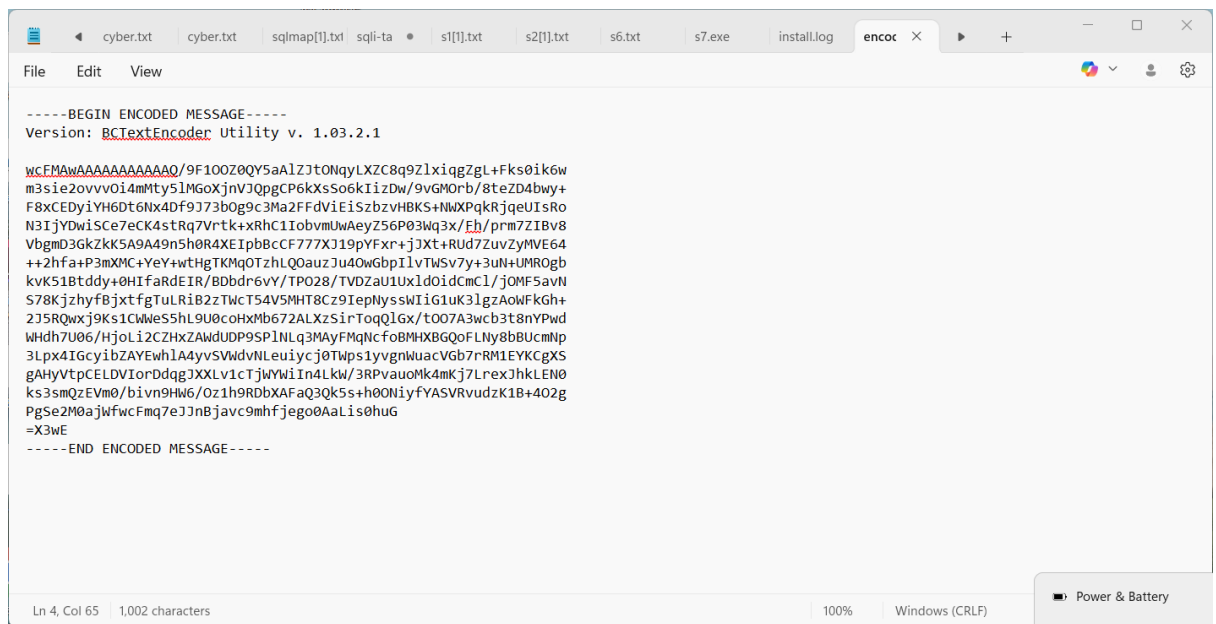 cyber.txt cyber.txt sqlmap[1].txt sqli-ta s1[1].txt s2[1].txt s6.txt s7.exe install.log encoc
File Edit View
-----BEGIN ENCODED MESSAGE-----
Version: BCTextEncoder Utility v. 1.03.2.1
wcFMAwAAAAAAAAAAAQ/9F1OOZ0QY5aAlZJtONqyLXZC8q9ZlxiqgZgL+Fks0ik6w
m3sie2ovvvOi4mMty5lMGoXjnVJQpgCP6kXsSo6kIizDw/9vGMOrb/8teZD4bwy+
F8xCEDyiYH6Dt6Nx4Df9J73bOg9c3Ma2FFdViEiSzbzvHBKS+NWXPqkRjqeUIsRo
N3IjYDwiSCe7eCK4stRq7Vrtk+xRhC1IobvmUwAeyZ56P03Wq3x/Fh/prm7ZIBv8
VbgmD3GkZkK5A9A49n5h0R4XEIpbBcCF777XJ19pYFxr+jJXt+RUd7ZuvZyMVE64
++2hfa+P3mXMC+YeY+wtHgTKMqOTzhLQOauzJu4OwGbpIlvTWSv7y+3uN+UMROgb
kvK51Btddy+0HIfaRdEIR/BDbdr6vY/TPO28/TVDZaU1UxldOidCmCl/jOMF5avN
S78KjzhyfBjxtfgTuLRiB2zTWcT54V5MHT8Cz9IepNyssWIiG1uK3lgzAoWFkGh+
2J5RQwxj9Ks1CWWeS5hL9U0coHxMb672ALXzSirToqQlGx/tOO7A3wcb3t8nYPwd
WHdh7U06/HjoLi2CZHxZAWdUDP9SPlNLq3MAyFMqNcfoBMHXBGQoFLNy8bBUcmNp
3Lpx4IGcyibZAYEwhlA4yvSVWdvNLeuiycj0TWps1yvgnWuacVGb7rRM1EYKCgXS
gAHyVtpCELDVIorDdqgJXXLv1cTjWYWiIn4LkW/3RPvauoMk4mKj7LrexJhkLEN0
ks3smQzEVm0/bivn9HW6/Oz1h9RDbXAFaQ3Qk5s+h0ONiyfYASVRvudzK1B+4O2g
PgSe2M0ajWfwcFmq7eJJnBjavc9mhfjego0AaLis0huG
=X3wE
-----END ENCODED MESSAGE-----
Ln 4, Col 65 1,002 characters 100% Windows (CRLF)
Power & Battery